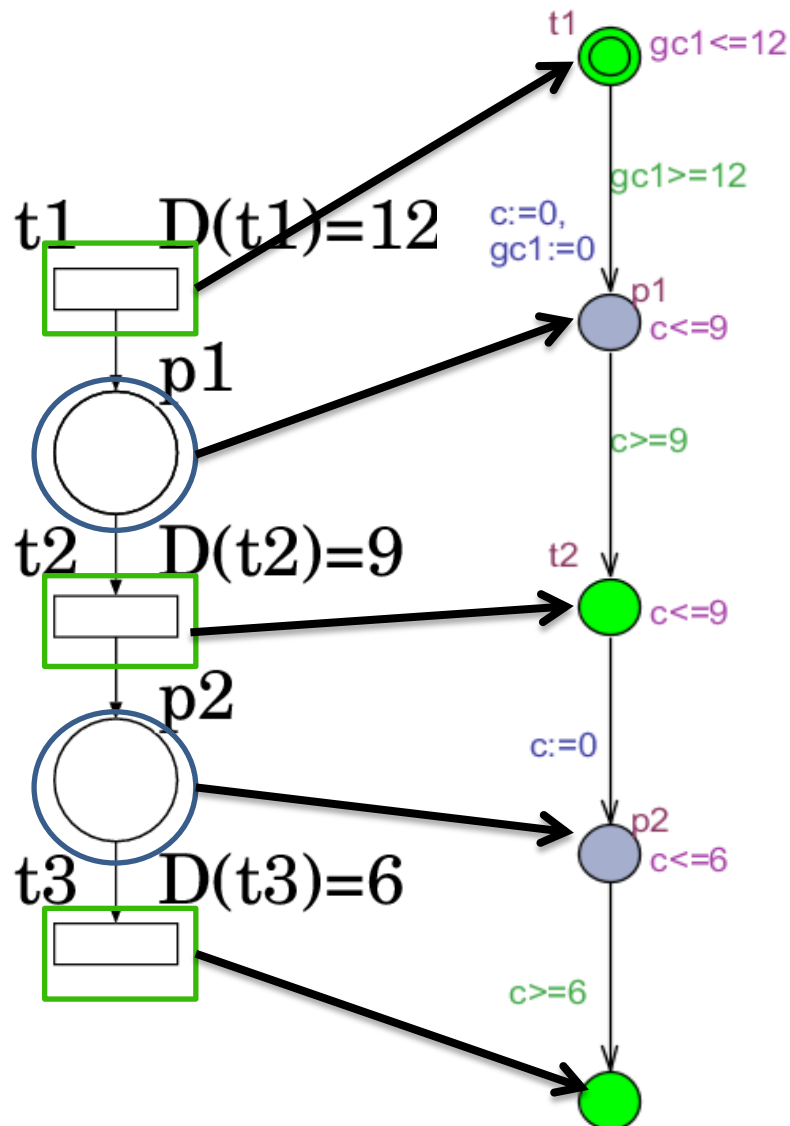 t1 D(t1)=12
p1
t2 D(t2)=9
p2
t3 D(t3)=6
t1
gc1<=12
gc1>=12
c:=0,
gc1:=0
p1
c<=9
c>=9
t2
c<=9
c:=0
p2
c<=6
c>=6